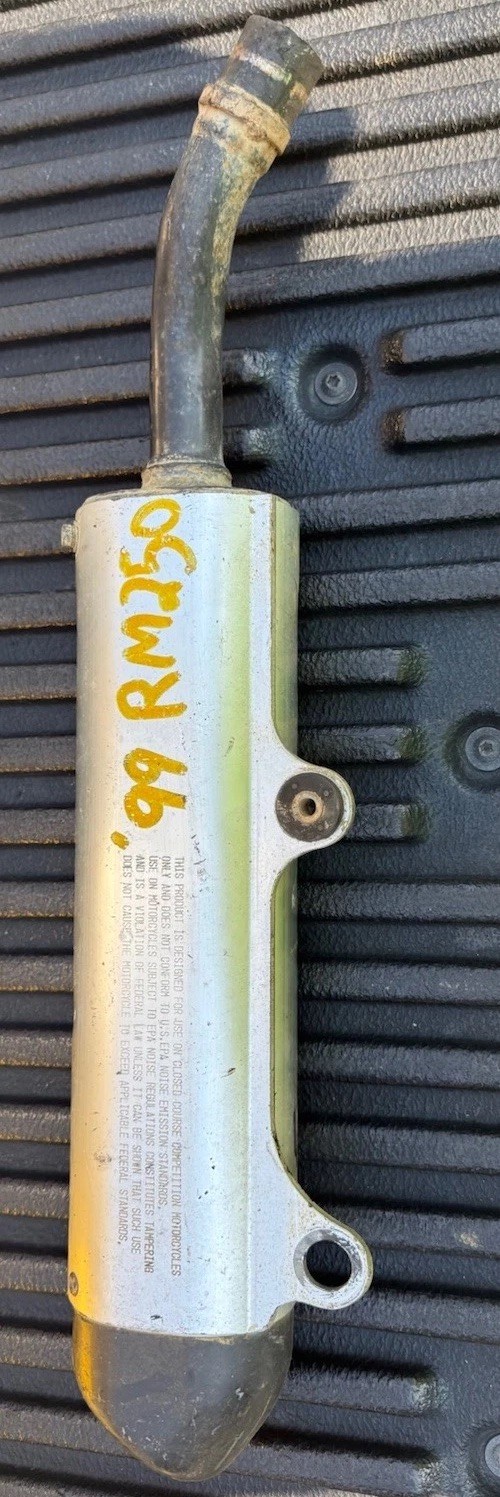 '99 RM250
THIS PRODUCT IS DESIGNED FOR USE ON CLOSED COURSE COMPETITION MOTORCYCLES
ONLY AND DOES NOT CONFORM TO U.S.EPA NOISE EMISSION STANDARDS.
USE ON MOTORCYCLES SUBJECT TO EPA NOISE REGULATIONS CONSTITUTES TAMPERING
AND IS A VIOLATION OF FEDERAL LAW UNLESS IT CAN BE SHOWN THAT SUCH USE
DOES NOT CAUSE THE MOTORCYCLE TO EXCEED APPLICABLE FEDERAL STANDARDS.